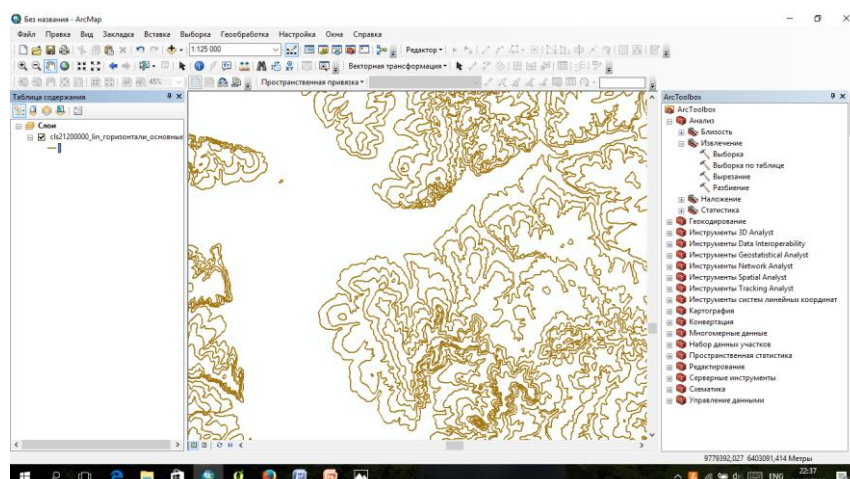 Без названия - ArcMap
Файл Правка Вид Закладка Вставка Выборка Геообработка Настройка Окна Справка
1:125 000
Редактор
Векторная трансформация
45%
Пространственная привязка
Таблица содержания
Слои
cls21200000_lin_горизонтали_основные
ArcToolbox
ArcToolbox
Анализ
Близость
Извлечение
Выборка
Выборка по таблице
Вырезание
Разбиение
Наложение
Статистика
Геокодирование
Инструменты 3D Analyst
Инструменты Data Interoperability
Инструменты Geostatistical Analyst
Инструменты Network Analyst
Инструменты Spatial Analyst
Инструменты Tracking Analyst
Инструменты систем линейных координат
Картография
Конвертация
Многомерные данные
Набор данных участков
Пространственная статистика
Редактирование
Серверные инструменты
Схематика
Управление данными
9779392,027 6403091,414 Метры
ENG
22:37